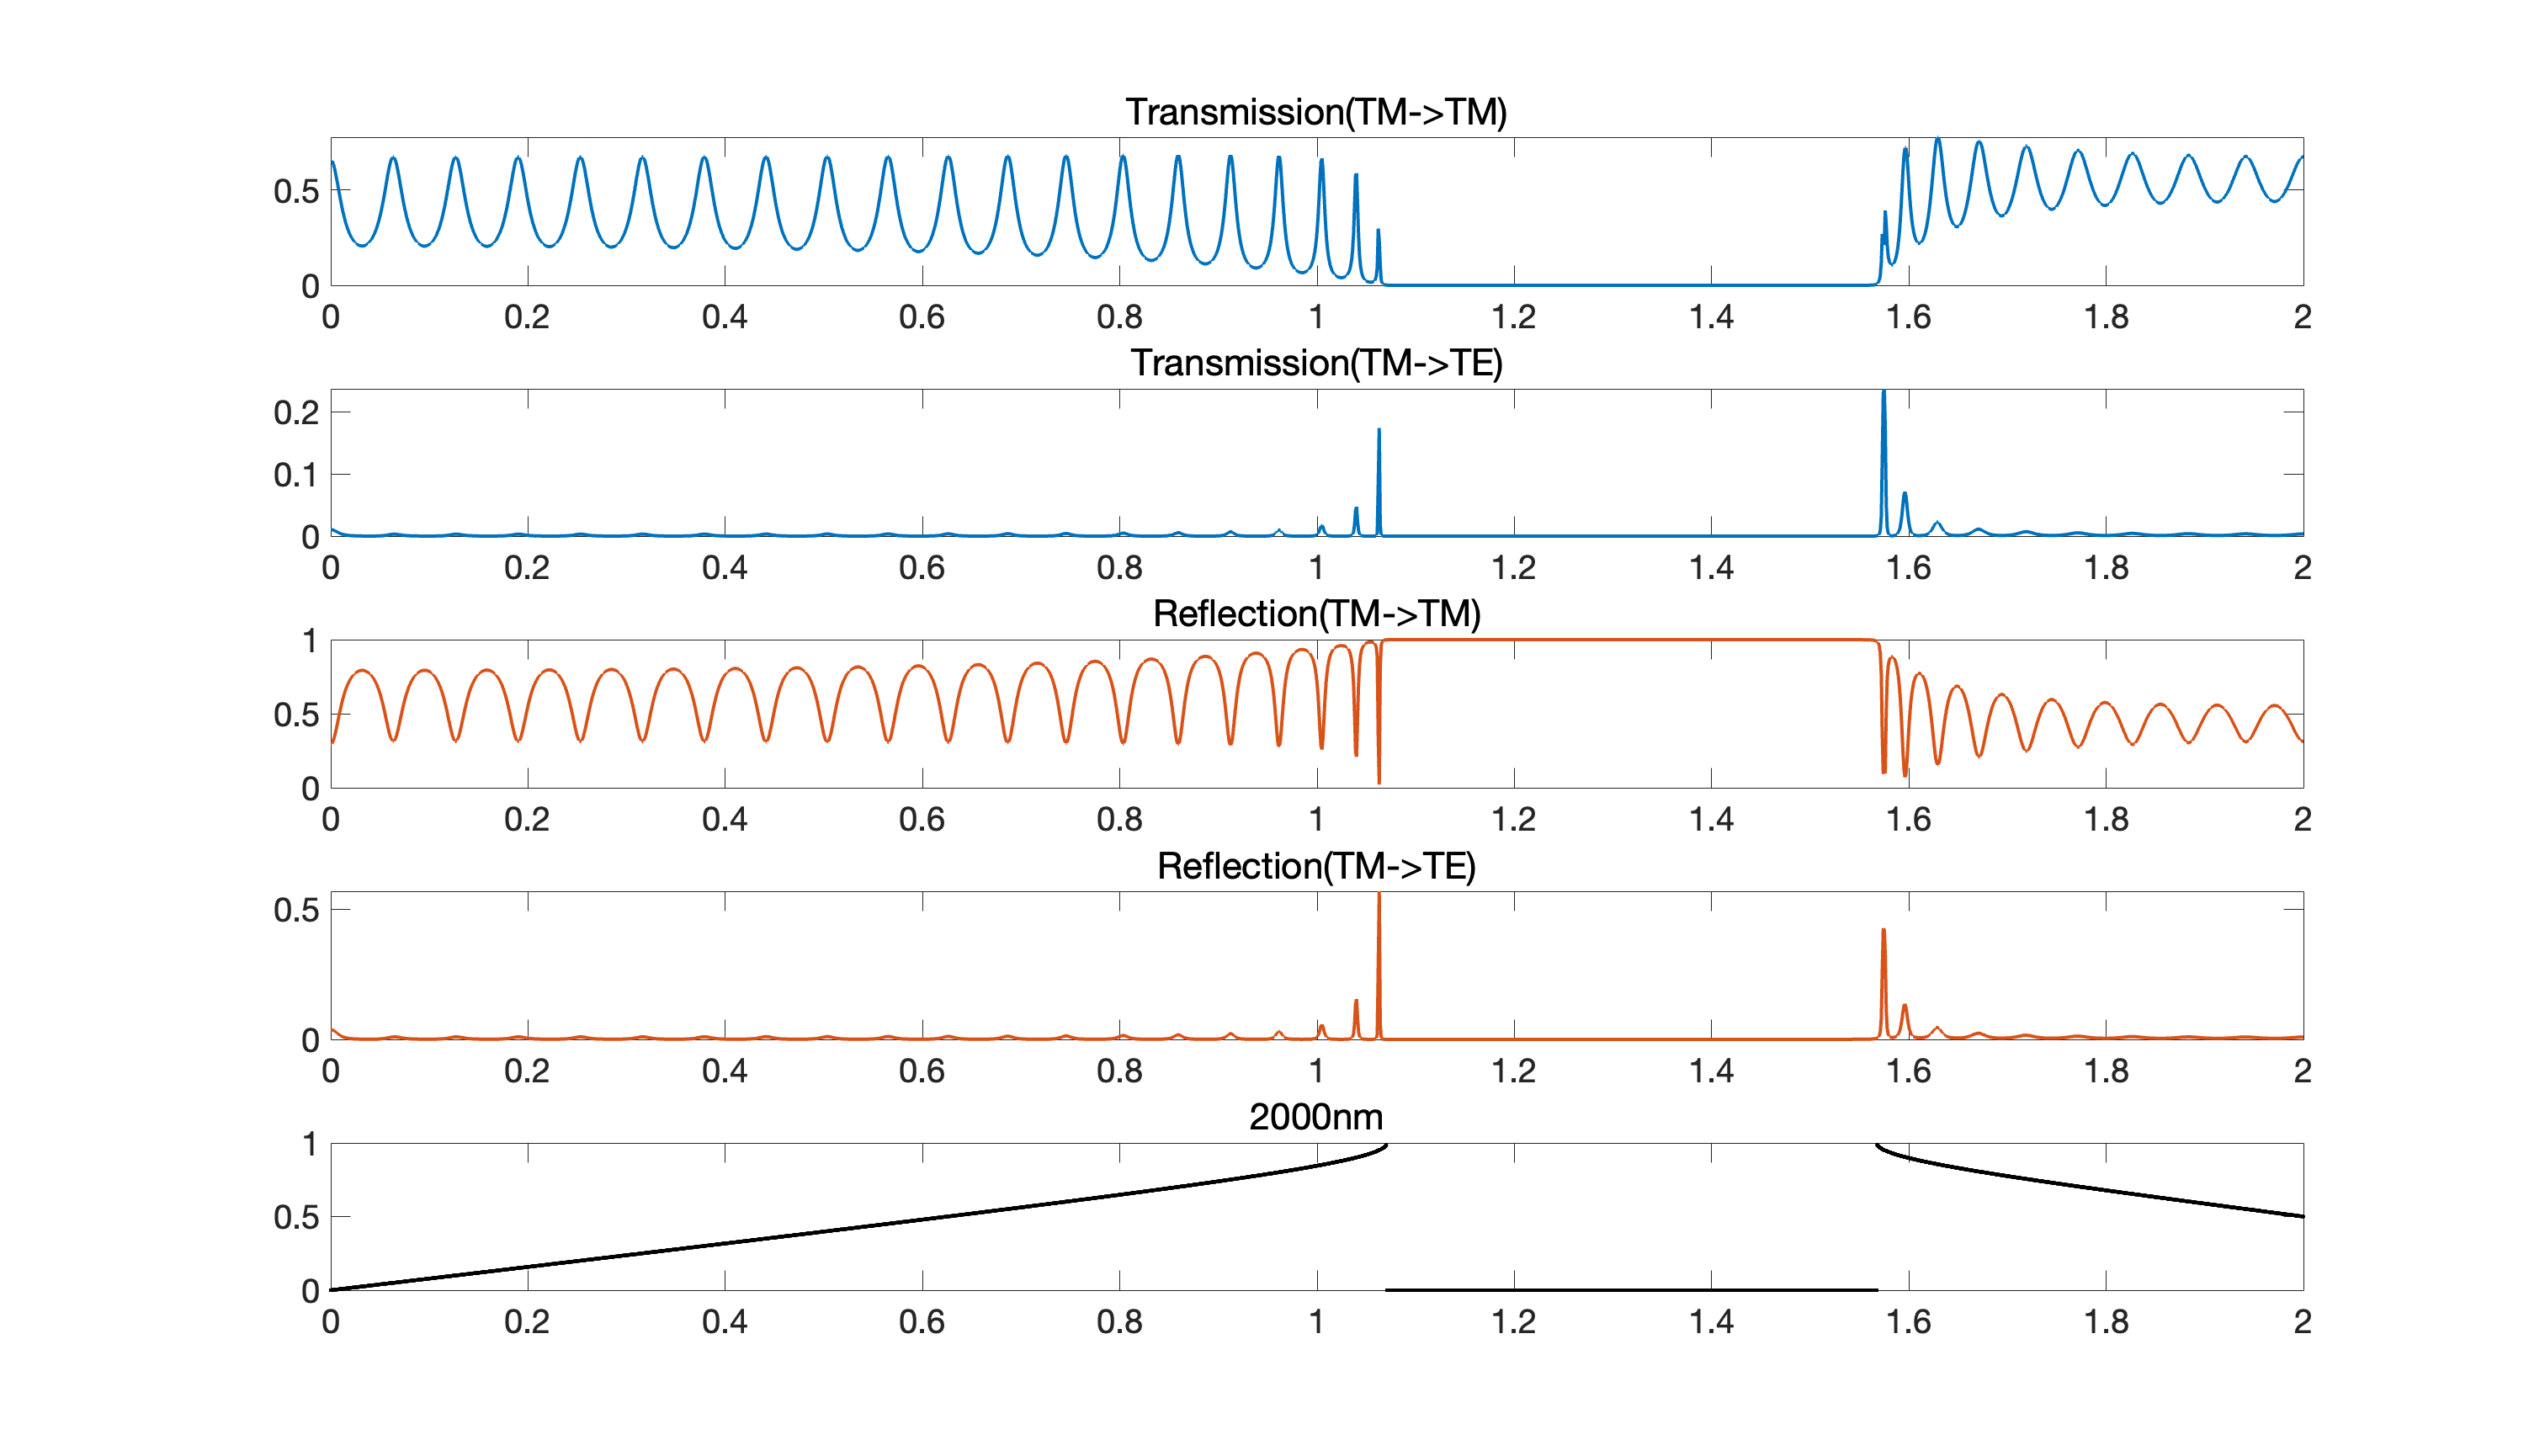 Transmission(TM->TM)
0.5
0
0 0.2 0.4 0.6 0.8 1 1.2 1.4 1.6 1.8 2
Transmission(TM->TE)
0.2
0.1
0
0 0.2 0.4 0.6 0.8 1 1.2 1.4 1.6 1.8 2
Reflection(TM->TM)
1
0.5
0
0 0.2 0.4 0.6 0.8 1 1.2 1.4 1.6 1.8 2
Reflection(TM->TE)
0.5
0
0 0.2 0.4 0.6 0.8 1 1.2 1.4 1.6 1.8 2
2000nm
1
0.5
0
0 0.2 0.4 0.6 0.8 1 1.2 1.4 1.6 1.8 2